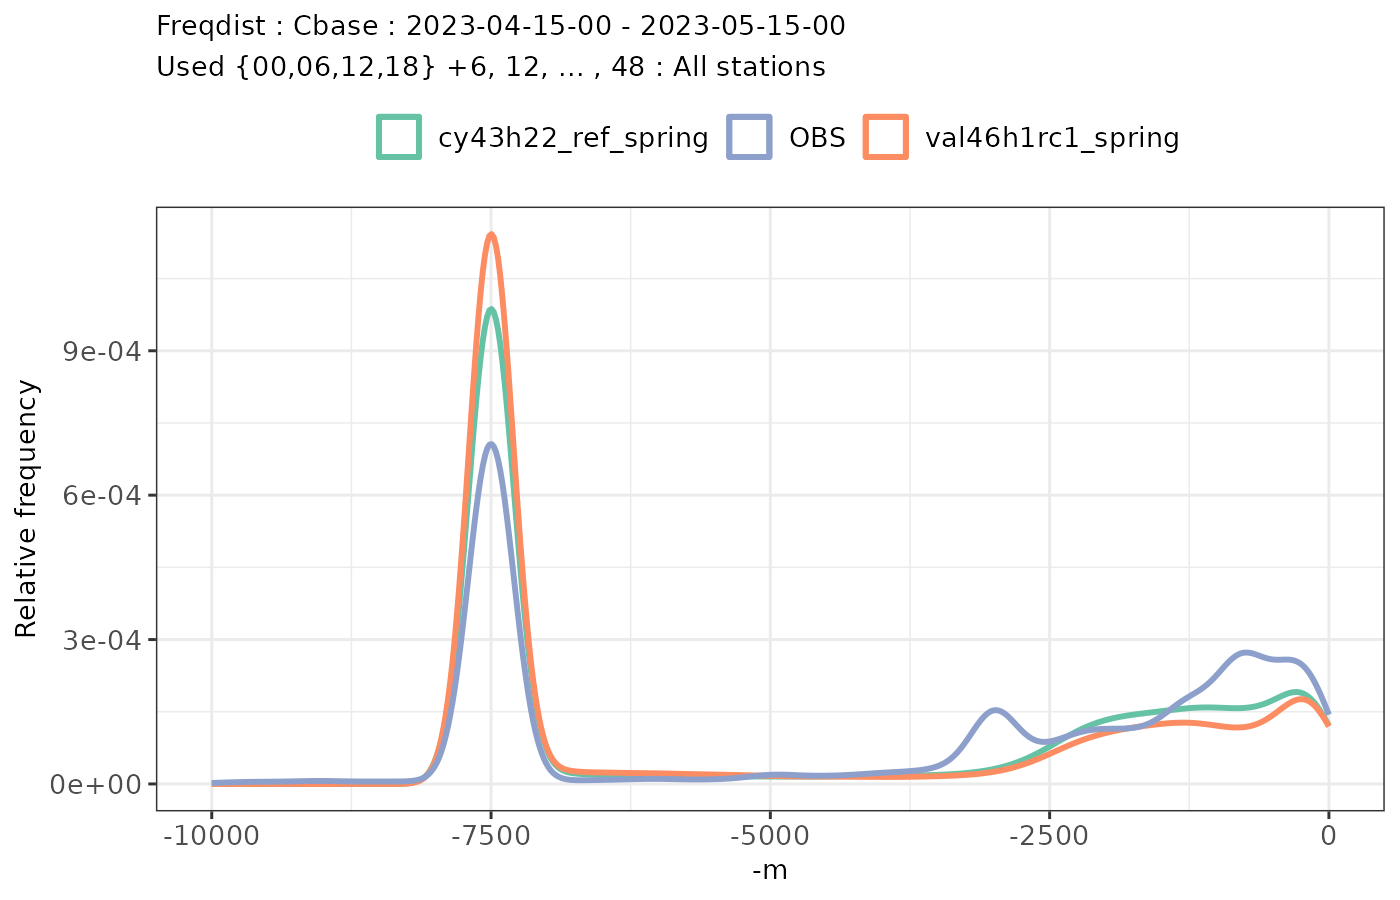 Freqdist : Cbase : 2023-04-15-00 - 2023-05-15-00
Used {00,06,12,18} +6, 12, ... , 48 : All stations
cy43h22_ref_spring OBS val46h1rc1_spring
Relative frequency
9e-04
6e-04
3e-04
0e+00
-10000 -7500 -5000 -2500 0
-m